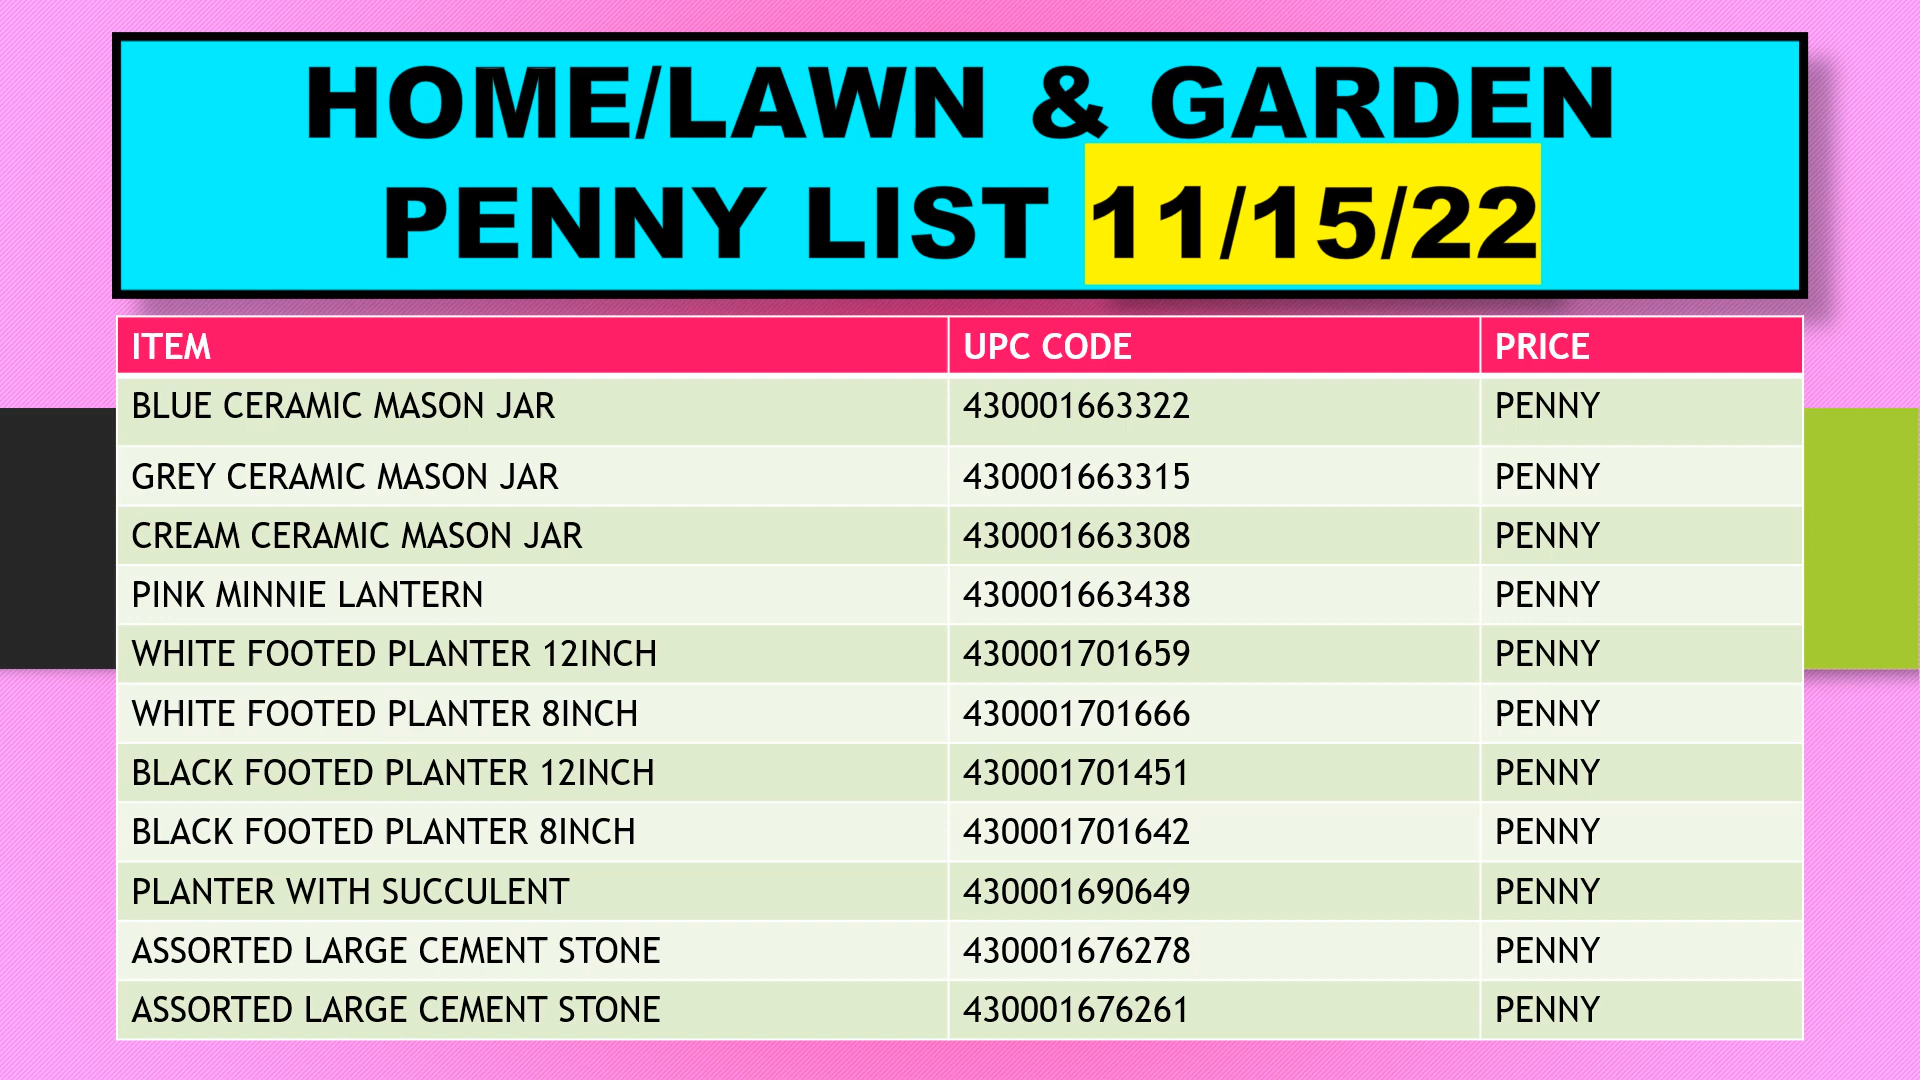 HOME/LAWN & GARDEN
PENNY LIST 11/15/22
ITEM UPC CODE PRICE
BLUE CERAMIC MASON JAR 430001663322 PENNY
GREY CERAMIC MASON JAR 430001663315 PENNY
CREAM CERAMIC MASON JAR 430001663308 PENNY
PINK MINNIE LANTERN 430001663438 PENNY
WHITE FOOTED PLANTER 12INCH 430001701659 PENNY
WHITE FOOTED PLANTER 8INCH 430001701666 PENNY
BLACK FOOTED PLANTER 12INCH 430001701451 PENNY
BLACK FOOTED PLANTER 8INCH 430001701642 PENNY
PLANTER WITH SUCCULENT 430001690649 PENNY
ASSORTED LARGE CEMENT STONE 430001676278 PENNY
ASSORTED LARGE CEMENT STONE 430001676261 PENNY